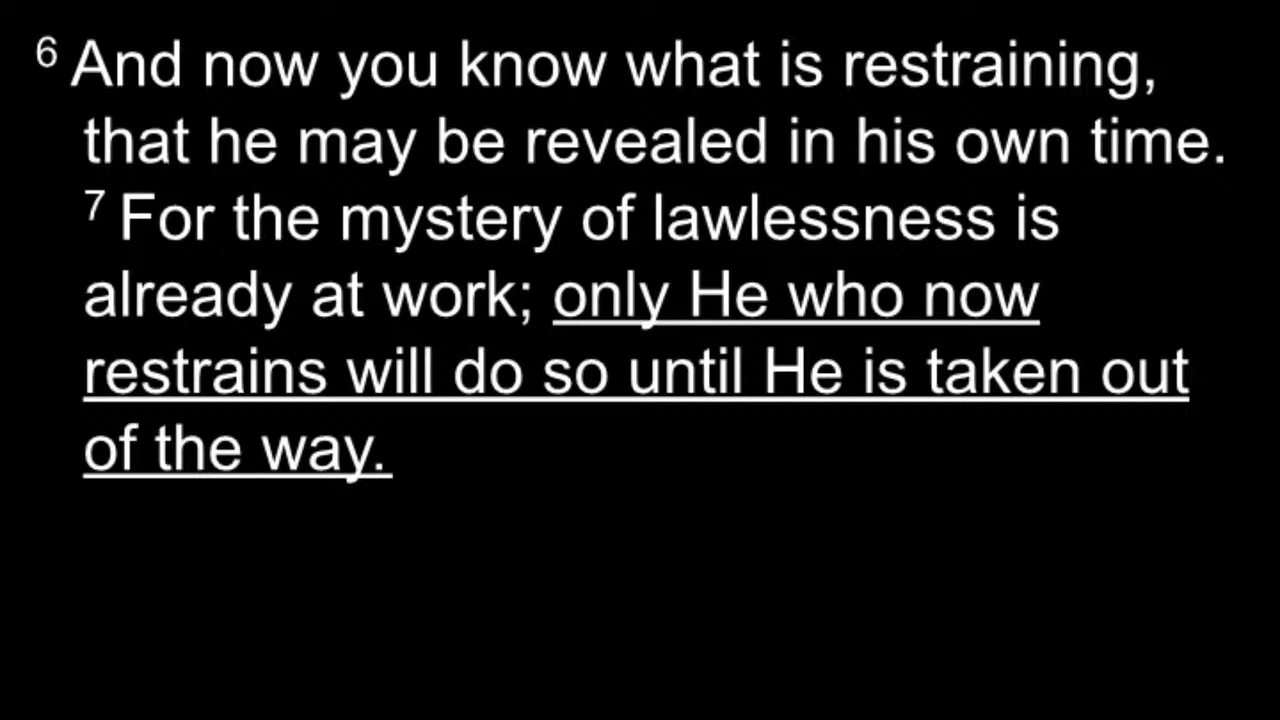 6 And now you know what is restraining,
that he may be revealed in his own time.
7 For the mystery of lawlessness is
already at work; only He who now
restrains will do so until He is taken out
of the way.